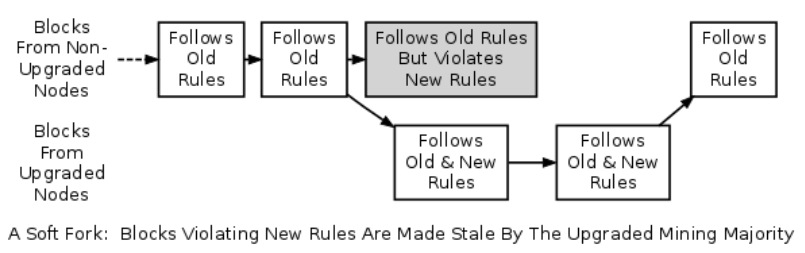 Blocks
From Non-
Upgraded
Nodes
Follows
Old
Rules
Follows
Old
Rules
Follows Old Rules
But Violates
New Rules
Follows
Old
Rules
Blocks
From
Upgraded
Nodes
Follows
Old & New
Rules
Follows
Old & New
Rules
A Soft Fork: Blocks Violating New Rules Are Made Stale By The Upgraded Mining Majority